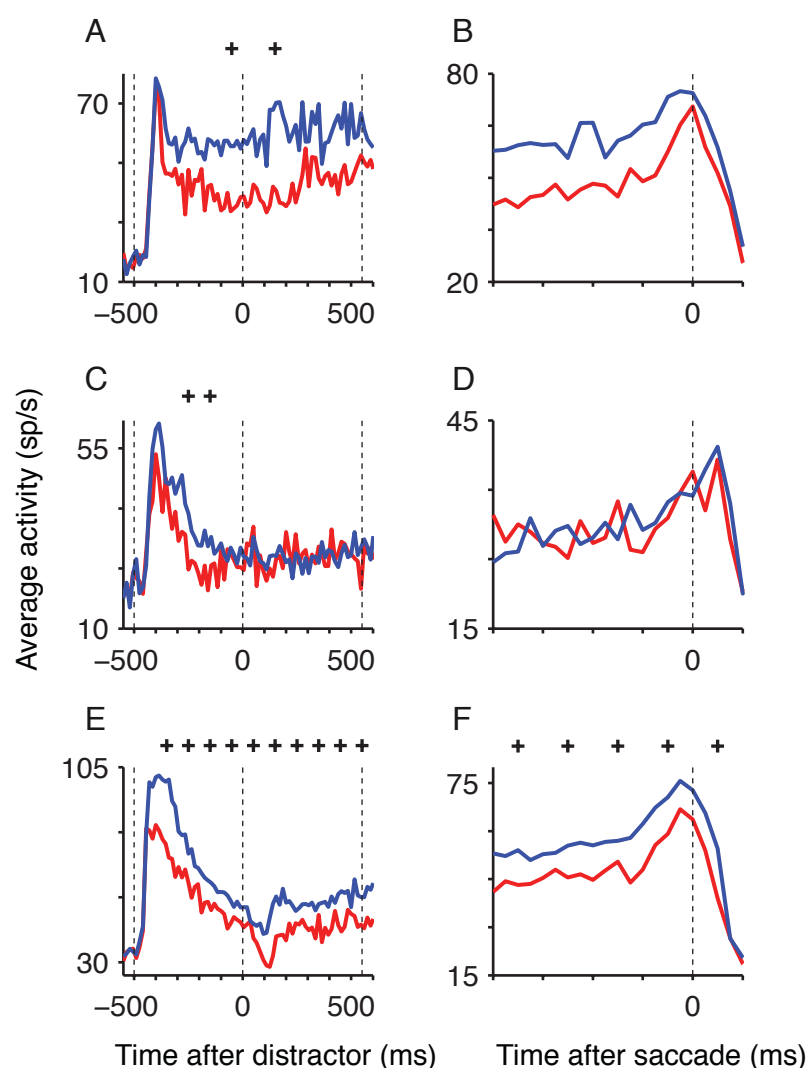 A
B
70
10
−500
0
500
80
20
0
C
D
55
10
−500
0
500
45
15
0
E
F
105
30
−500
0
500
75
15
0
Average activity (sp/s)
Time after distractor (ms)
Time after saccade (ms)